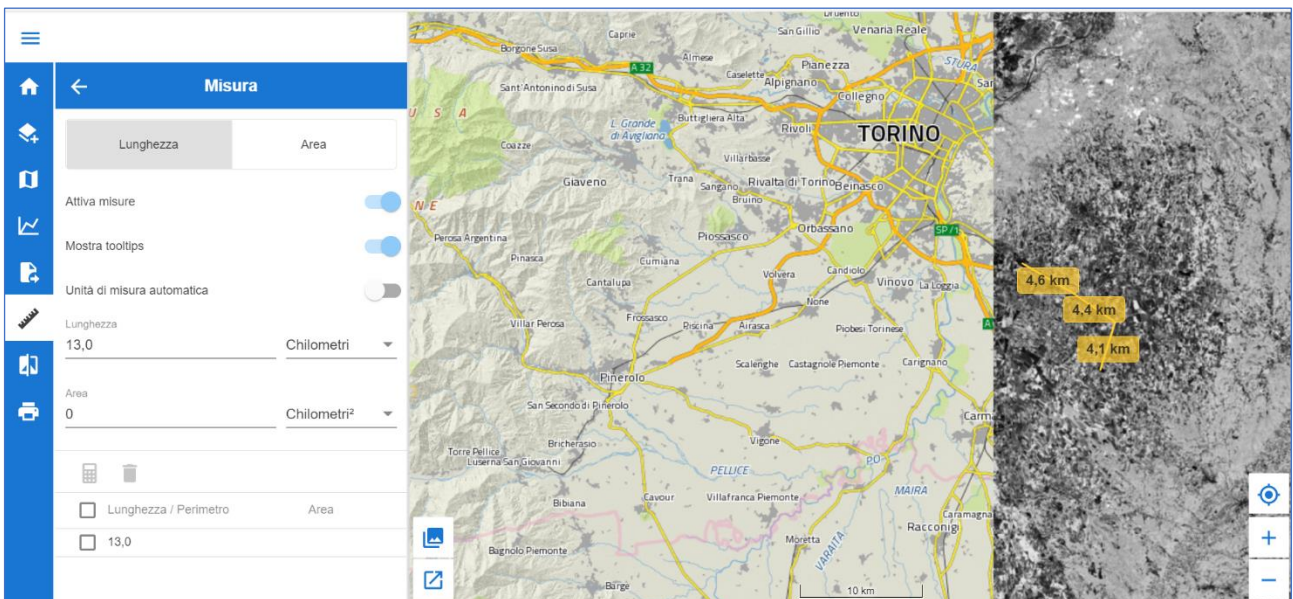 Misura
Lunghezza
Area
Attiva misure
Mostra tooltips
Unità di misura automatica
Lunghezza
13,0
Chilometri
Area
0
Chilometri²
Lunghezza / Perimetro
Area
13,0
Druento
San Gillio
Venaria Reale
Caprie
Borgone Susa
A 32
Almese
Caselette
Pianezza
Alpignano
STURA
Sant'Antonino di Susa
Collegno
U S A
L. Grande
di Avigliana
Buttigliera Alta
Rivoli
TORINO
Coazze
Villarbasse
Giaveno
Trana
Sangano
Rivalta di Torino
Beinasco
Bruino
N E
Perosa Argentina
Piossasco
Orbassano
Pinasca
Cumiana
Cantalupa
Volvera
Candiolo
Vinovo
La Loggia
4,6 km
None
4,4 km
Villar Perosa
Frossasco
Piscina
Airasca
Piobesi Torinese
4,1 km
Scalenghe
Castagnole Piemonte
Carignano
Pinerolo
San Secondo di Pinerolo
Carm
Bricherasio
Vigone
Torre Pellice
Luserna San Giovanni
PELLICE
PO
Bibiana
Cavour
Villafranca Piemonte
MAIRA
Caramagna
Racconigi
Moretta
VARAITA
Bagnolo Piemonte
Barge
10 km